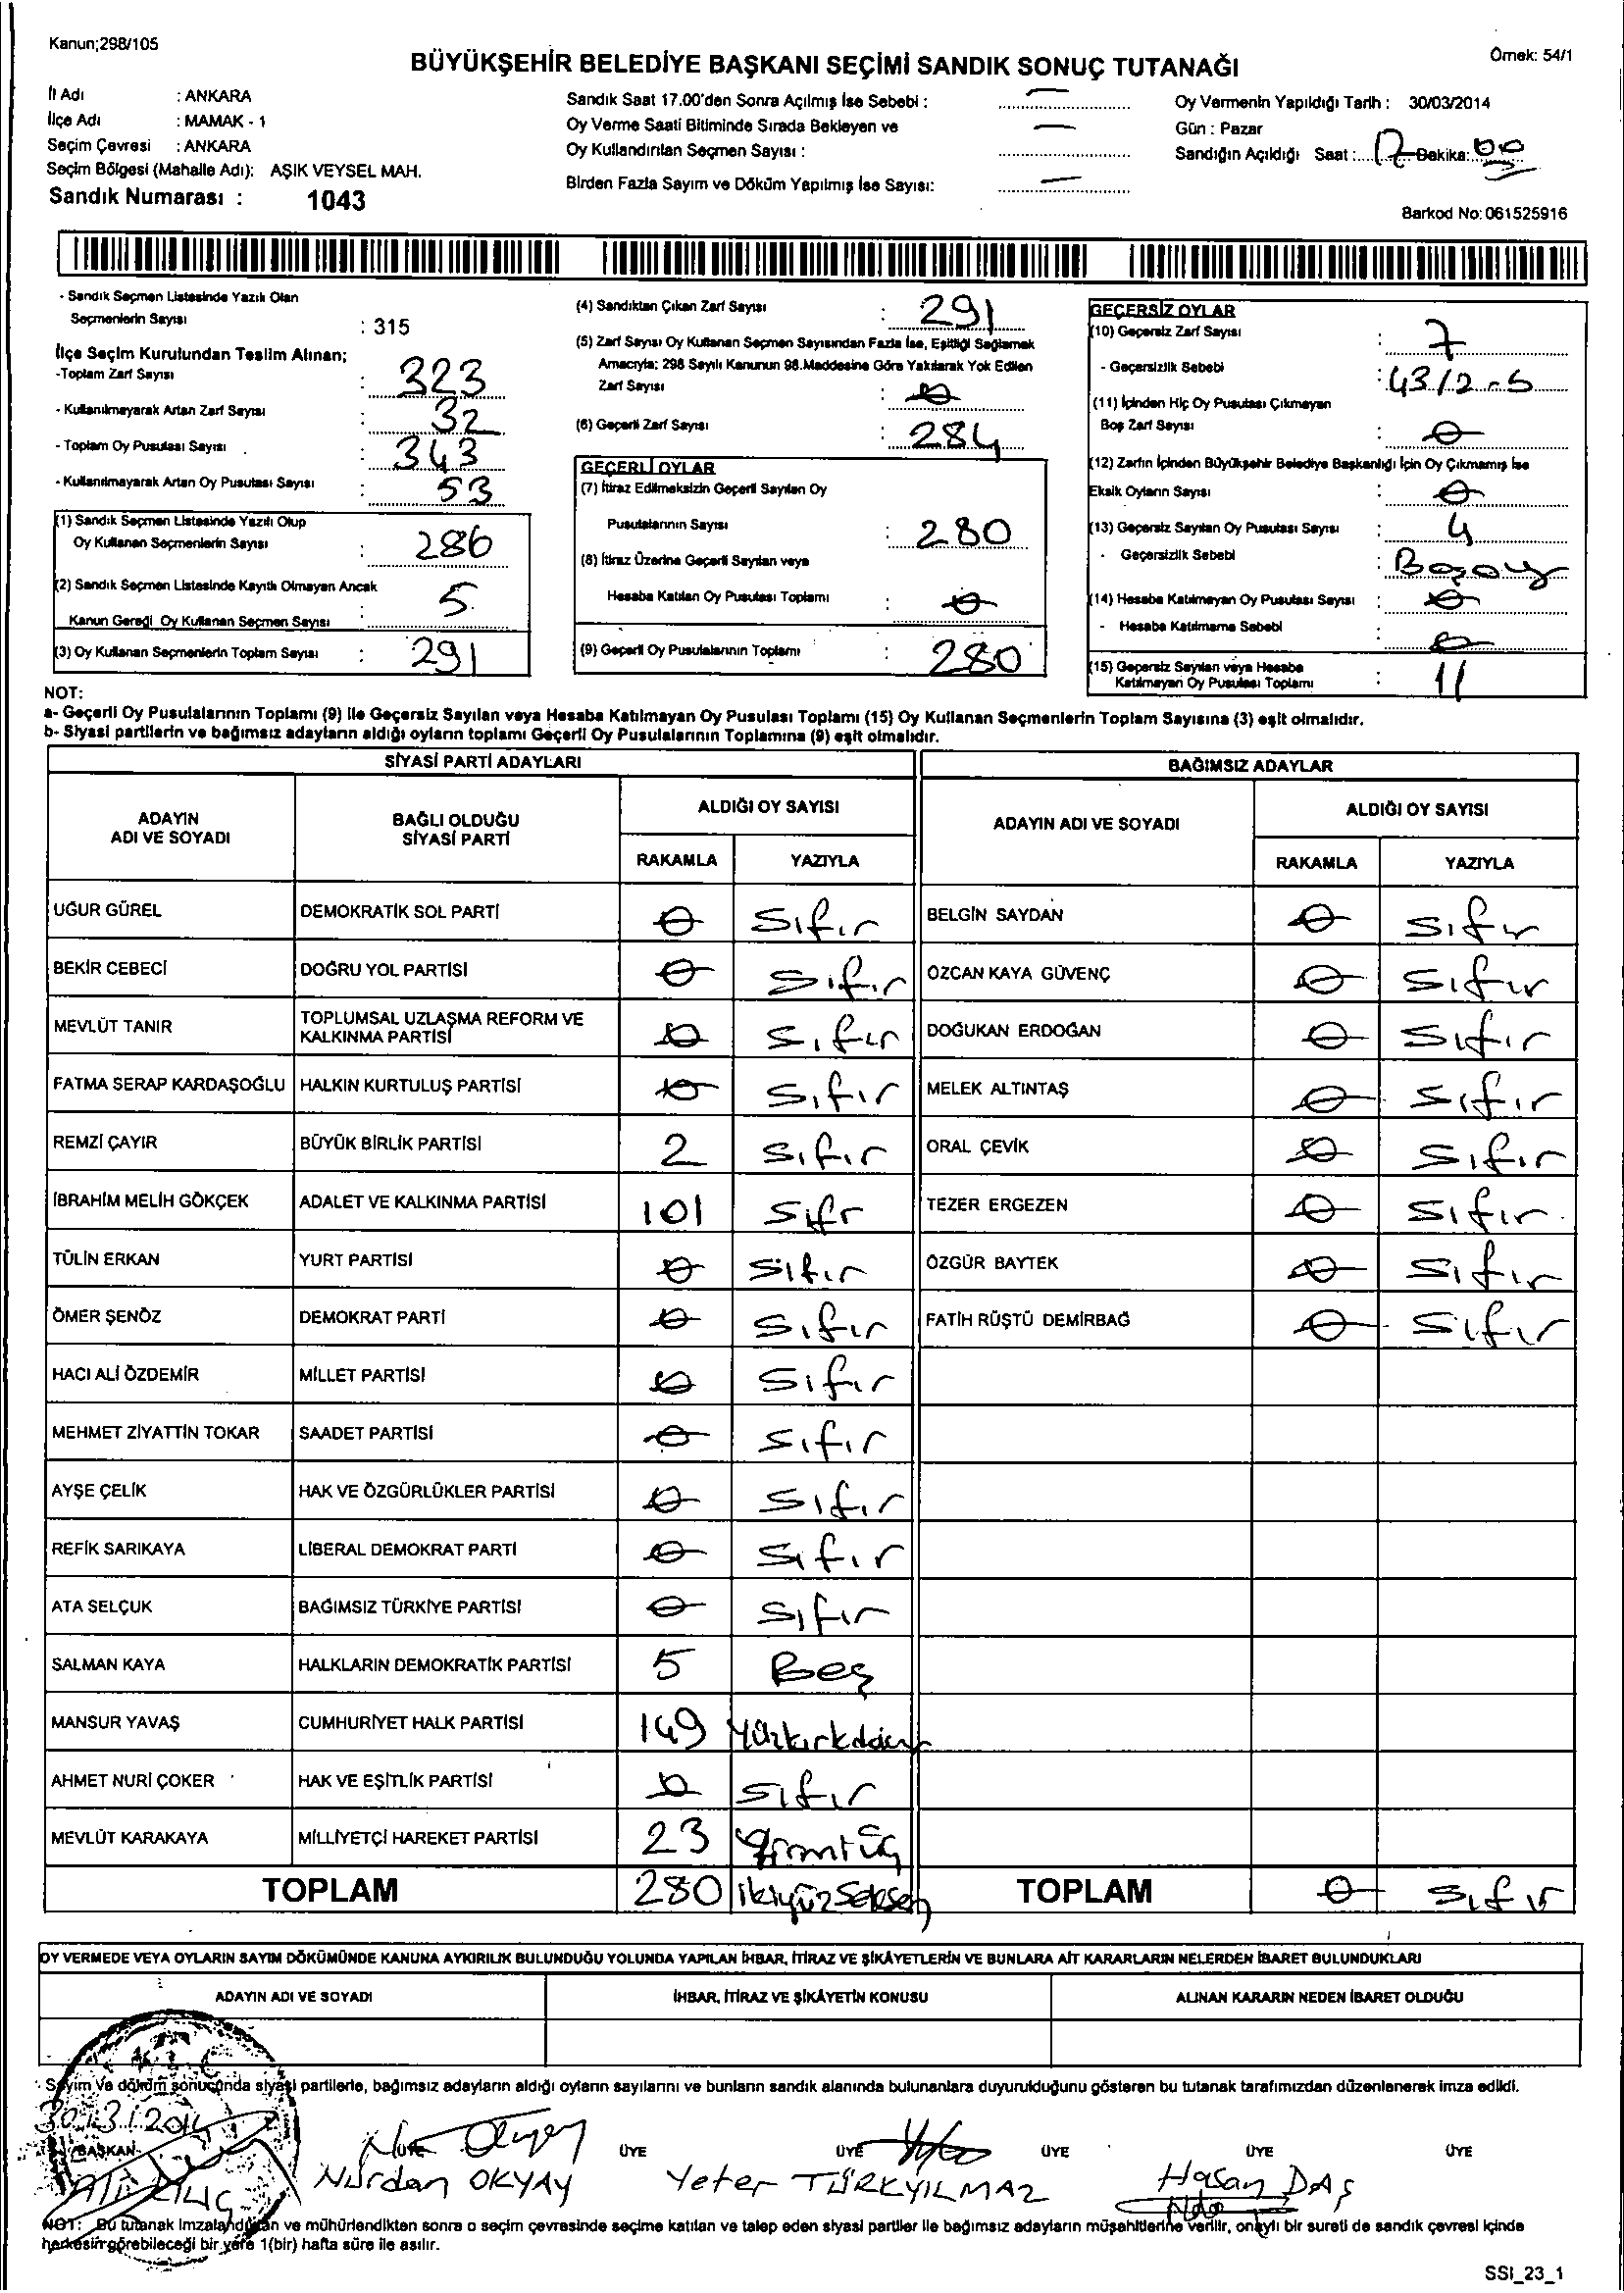 Kanun;298/105
BÜYÜKŞEHİR BELEDİYE BAŞKANI SEÇİMİ SANDIK SONUÇ TUTANAĞI
Örnek: 54/1
İl Adı : ANKARA
İlçe Adı : MAMAK - 1
Seçim Çevresi : ANKARA
Seçim Bölgesi (Mahalle Adı): AŞIK VEYSEL MAH.
Sandık Numarası : 1043
Sandık Saat 17.00'den Sonra Açılmış İse Sebebi : —
Oy Verme Saati Bitiminde Sırada Bekleyen ve
Oy Kullandırılan Seçmen Sayısı : —
Birden Fazla Sayım ve Döküm Yapılmış İse Sayısı: —
Oy Vermenin Yapıldığı Tarih : 30/03/2014
Gün : Pazar
Sandığın Açıldığı Saat : 17 Dakika: 00
Barkod No: 061525916
- Sandık Seçmen Listesinde Yazılı Olan
Seçmenlerin Sayısı : 315
İlçe Seçim Kurulundan Teslim Alınan;
-Toplam Zarf Sayısı : 323
- Kullanılmayarak Artan Zarf Sayısı : 32
- Toplam Oy Pusulası Sayısı : 343
- Kullanılmayarak Artan Oy Pusulası Sayısı : 53
(1) Sandık Seçmen Listesinde Yazılı Olup
Oy Kullanan Seçmenlerin Sayısı : 286
(2) Sandık Seçmen Listesinde Kayıtlı Olmayan Ancak
Kanun Gereği Oy Kullanan Seçmen Sayısı 5
(3) Oy Kullanan Seçmenlerin Toplam Sayısı : 291
(4) Sandıktan Çıkan Zarf Sayısı : 291
(5) Zarf Sayısı Oy Kullanan Seçmen Sayısından Fazla İse, Eşitliği Sağlamak
Amacıyla; 298 Sayılı Kanunun 98.Maddesine Göre Yakılarak Yok Edilen
Zarf Sayısı : 0
(6) Geçerli Zarf Sayısı : 284
GEÇERLİ OYLAR
(7) İtiraz Edilmeksizin Geçerli Sayılan Oy
Pusulalarının Sayısı : 280
(8) İtiraz Üzerine Geçerli Sayılan veya
Hesaba Katılan Oy Pusulası Toplamı : 0
(9) Geçerli Oy Pusulalarının Toplamı : 280
GEÇERSİZ OYLAR
(10) Geçersiz Zarf Sayısı : 7
- Geçersizlik Sebebi : 43/2-5
(11) İçinden Hiç Oy Pusulası Çıkmayan
Boş Zarf Sayısı : 0
(12) Zarfın İçinden Büyükşehir Belediye Başkanlığı İçin Oy Çıkmamış İse
Eksik Oyların Sayısı : 0
(13) Geçersiz Sayılan Oy Pusulası Sayısı : 4
- Geçersizlik Sebebi : Boşoy
(14) Hesaba Katılmayan Oy Pusulası Sayısı : 0
- Hesaba Katılmama Sebebi : 0
(15) Geçersiz Sayılan veya Hesaba
Katılmayan Oy Pusulası Toplamı : 11
NOT:
a- Geçerli Oy Pusulalarının Toplamı (9) ile Geçersiz Sayılan veya Hesaba Katılmayan Oy Pusulası Toplamı (15) Oy Kullanan Seçmenlerin Toplam Sayısına (3) eşit olmalıdır.
b- Siyasi partilerin ve bağımsız adayların aldığı oyların toplamı Geçerli Oy Pusulalarının Toplamına (9) eşit olmalıdır.
SİYASİ PARTİ ADAYLARI
ADAYIN ADI VE SOYADI BAĞLI OLDUĞU SİYASİ PARTİ ALDIĞI OY SAYISI
RAKAMLA YAZIYLA
UĞUR GÜREL DEMOKRATİK SOL PARTİ 0 Sıfır
BEKİR CEBECİ DOĞRU YOL PARTİSİ 0 Sıfır
MEVLÜT TANIR TOPLUMSAL UZLAŞMA REFORM VE KALKINMA PARTİSİ 0 Sıfır
FATMA SERAP KARDAŞOĞLU HALKIN KURTULUŞ PARTİSİ 0 Sıfır
REMZİ ÇAYIR BÜYÜK BİRLİK PARTİSİ 2 Sıfır
İBRAHİM MELİH GÖKÇEK ADALET VE KALKINMA PARTİSİ 101 Sıfr
TÜLİN ERKAN YURT PARTİSİ 0 Sıfır
ÖMER ŞENÖZ DEMOKRAT PARTİ 0 Sıfır
HACI ALİ ÖZDEMİR MİLLET PARTİSİ 0 Sıfır
MEHMET ZİYATTİN TOKAR SAADET PARTİSİ 0 Sıfır
AYŞE ÇELİK HAK VE ÖZGÜRLÜKLER PARTİSİ 0 Sıfır
REFİK SARIKAYA LİBERAL DEMOKRAT PARTİ 0 Sıfır
ATA SELÇUK BAĞIMSIZ TÜRKİYE PARTİSİ 0 Sıfır
SALMAN KAYA HALKLARIN DEMOKRATİK PARTİSİ 5 Beş
MANSUR YAVAŞ CUMHURİYET HALK PARTİSİ 149 Yüzkırkdokuz
AHMET NURİ ÇOKER HAK VE EŞİTLİK PARTİSİ 0 Sıfır
MEVLÜT KARAKAYA MİLLİYETÇİ HAREKET PARTİSİ 23 Yirmi üç
TOPLAM 280 ikiyüzseksen
BAĞIMSIZ ADAYLAR
ADAYIN ADI VE SOYADI ALDIĞI OY SAYISI
RAKAMLA YAZIYLA
BELGİN SAYDAN 0 Sıfır
ÖZCAN KAYA GÜVENÇ 0 Sıfır
DOĞUKAN ERDOĞAN 0 Sıfır
MELEK ALTINTAŞ 0 Sıfır
ORAL ÇEVİK 0 Sıfır
TEZER ERGEZEN 0 Sıfır
ÖZGÜR BAYTEK 0 Sıfır
FATİH RÜŞTÜ DEMİRBAĞ 0 Sıfır
TOPLAM 0 Sıfır
OY VERMEDE VEYA OYLARIN SAYIM DÖKÜMÜNDE KANUNA AYKIRILIK BULUNDUĞU YOLUNDA YAPILAN İHBAR, İTİRAZ VE ŞİKÂYETLERİN VE BUNLARA AİT KARARLARIN NELERDEN İBARET BULUNDUKLARI
ADAYIN ADI VE SOYADI İHBAR, İTİRAZ VE ŞİKÂYETİN KONUSU ALINAN KARARIN NEDEN İBARET OLDUĞU
Sayım ve döküm sonucunda siyasi partilerle, bağımsız adayların aldığı oyların sayılarını ve bunların sandık alanında bulunanlara duyurulduğunu gösteren bu tutanak tarafımızdan düzenlenerek imza edildi.
30/3/2014
BAŞKAN ÜYE ÜYE ÜYE ÜYE ÜYE ÜYE
Nurdan OKYAY Yeter TÜRKYILMAZ Hasan DAŞ
NOT: Bu tutanak imzalandıktan ve mühürlendikten sonra o seçim çevresinde seçime katılan ve talep eden siyasi partiler ile bağımsız adayların müşahitlerine verilir, onaylı bir sureti de sandık çevresi içinde
herkesin görebileceği bir yere 1(bir) hafta süre ile asılır.
SSI_23_1